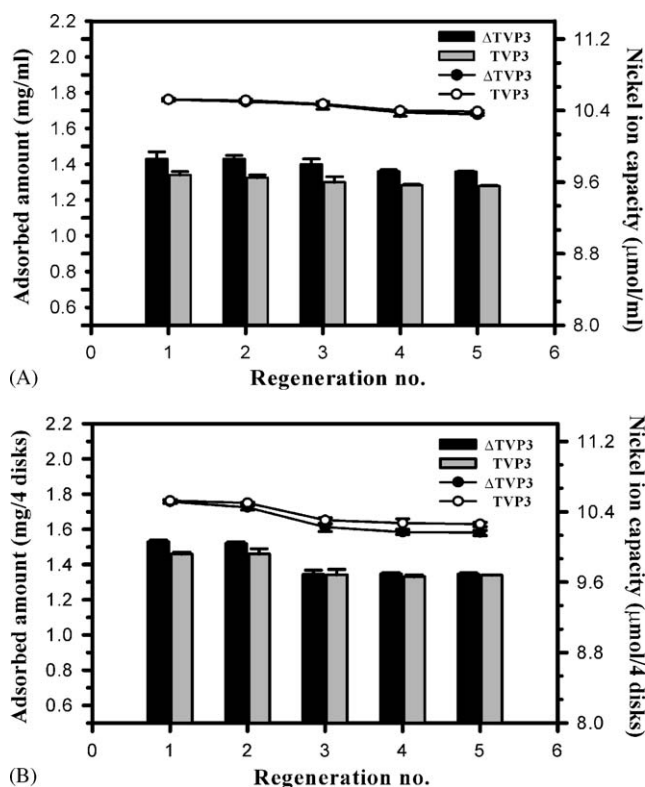 2.2
2.0
1.8
1.6
1.4
1.2
1.0
0.8
0.6
Adsorbed amount (mg/ml)
ΔTVP3
TVP3
ΔTVP3
TVP3
11.2
10.4
9.6
8.8
8.0
Nickel ion capacity (μmol/ml)
0 1 2 3 4 5 6
Regeneration no.
(A)
2.2
2.0
1.8
1.6
1.4
1.2
1.0
0.8
0.6
Adsorbed amount (mg/4 disks)
ΔTVP3
TVP3
ΔTVP3
TVP3
11.2
10.4
9.6
8.8
8.0
Nickel ion capacity (μmol/4 disks)
0 1 2 3 4 5 6
Regeneration no.
(B)